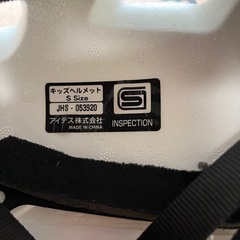 キッズヘルメット
S Size
JHS - 053920
アイデス株式会社
MADE IN CHINA
SG
INSPECTION